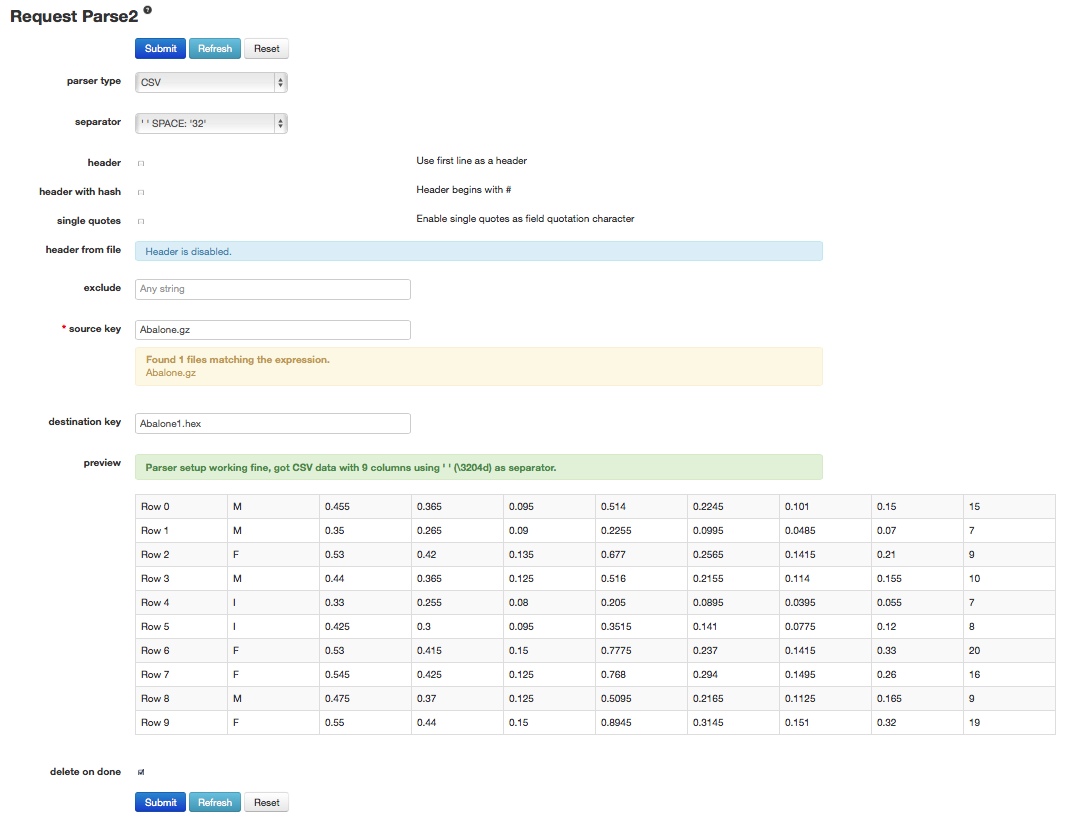 Request Parse2 ?
Submit Refresh Reset
parser type CSV
separator ' ' SPACE: '32'
header Use first line as a header
header with hash Header begins with #
single quotes Enable single quotes as field quotation character
header from file Header is disabled.
exclude Any string
* source key Abalone.gz
Found 1 files matching the expression.
Abalone.gz
destination key Abalone1.hex
preview Parser setup working fine, got CSV data with 9 columns using ' ' (\3204d) as separator.
Row 0 M 0.455 0.365 0.095 0.514 0.2245 0.101 0.15 15
Row 1 M 0.35 0.265 0.09 0.2255 0.0995 0.0485 0.07 7
Row 2 F 0.53 0.42 0.135 0.677 0.2565 0.1415 0.21 9
Row 3 M 0.44 0.365 0.125 0.516 0.2155 0.114 0.155 10
Row 4 I 0.33 0.255 0.08 0.205 0.0895 0.0395 0.055 7
Row 5 I 0.425 0.3 0.095 0.3515 0.141 0.0775 0.12 8
Row 6 F 0.53 0.415 0.15 0.7775 0.237 0.1415 0.33 20
Row 7 F 0.545 0.425 0.125 0.768 0.294 0.1495 0.26 16
Row 8 M 0.475 0.37 0.125 0.5095 0.2165 0.1125 0.165 9
Row 9 F 0.55 0.44 0.15 0.8945 0.3145 0.151 0.32 19
delete on done
Submit Refresh Reset